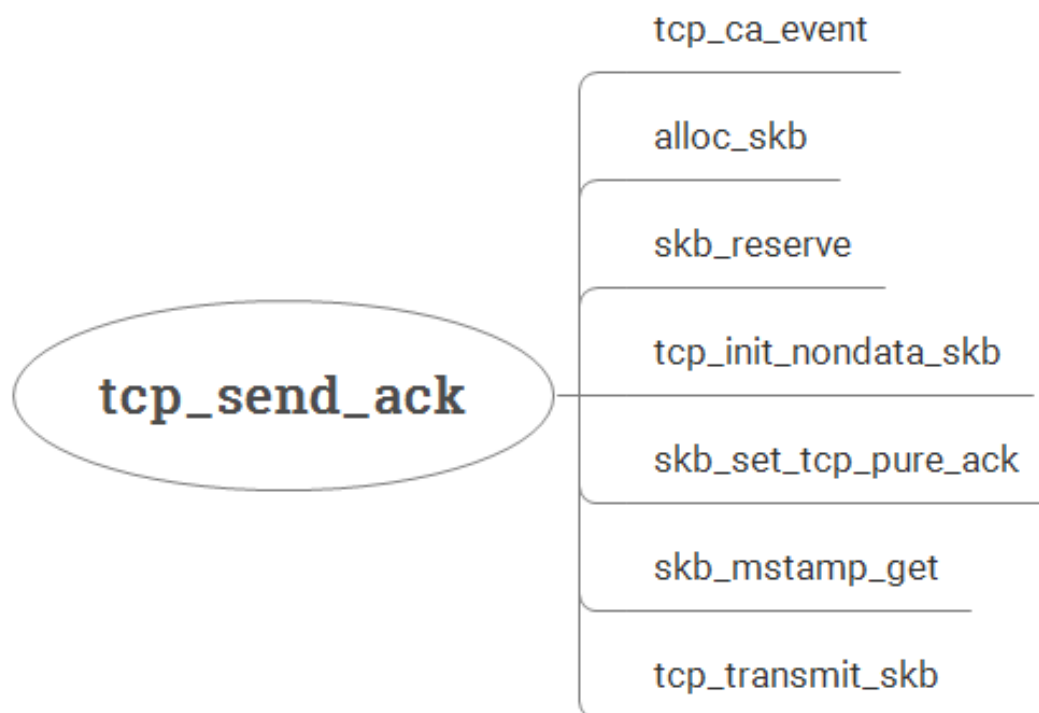 tcp_ca_event
alloc_skb
skb_reserve
tcp_init_nondata_skb
tcp_send_ack
skb_set_tcp_pure_ack
skb_mstamp_get
tcp_transmit_skb